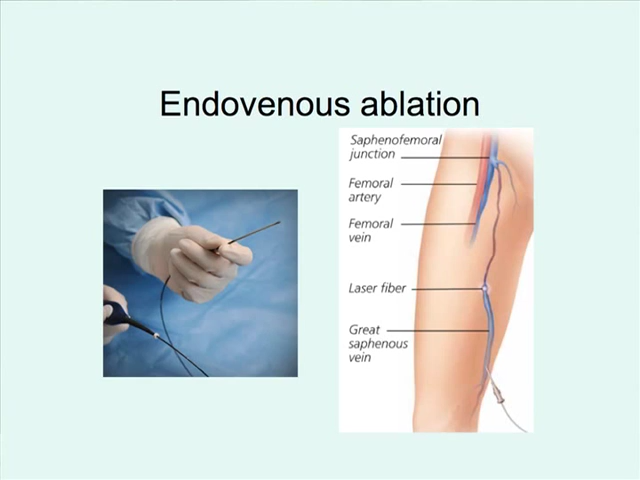 Endovenous ablation
Saphenofemoral
junction
Femoral
artery
Femoral
vein
Laser fiber
Great
saphenous
vein